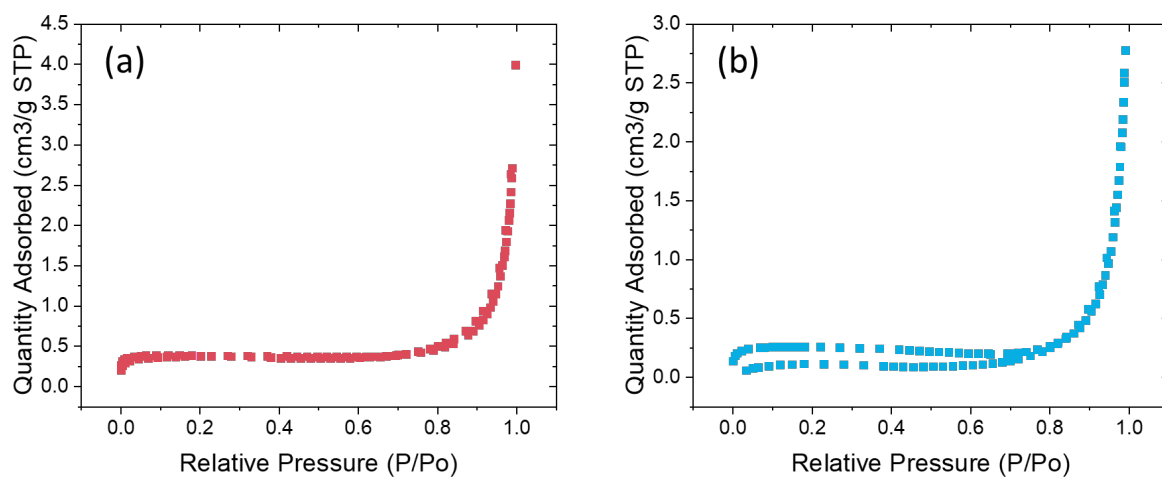 (a)
Quantity Adsorbed (cm3/g STP)
4.5
4.0
3.5
3.0
2.5
2.0
1.5
1.0
0.5
0.0
0.0 0.2 0.4 0.6 0.8 1.0
Relative Pressure (P/Po)
(b)
Quantity Adsorbed (cm3/g STP)
3.0
2.5
2.0
1.5
1.0
0.5
0.0
0.0 0.2 0.4 0.6 0.8 1.0
Relative Pressure (P/Po)